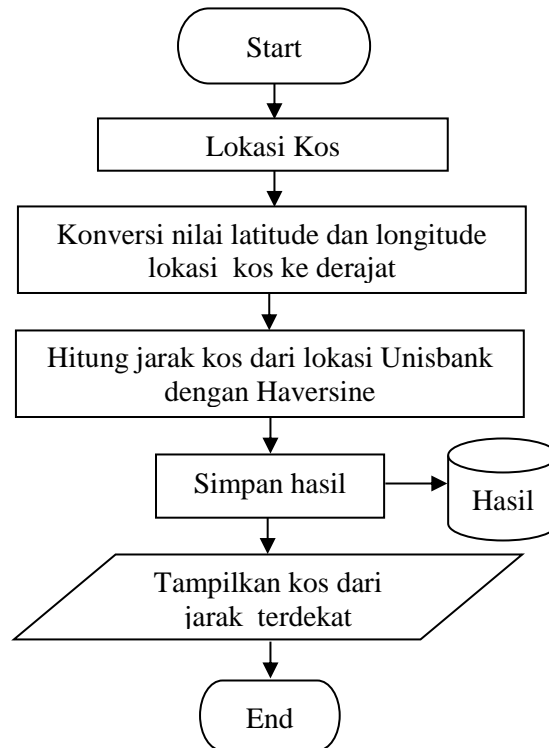 Start
Lokasi Kos
Konversi nilai latitude dan longitude
lokasi kos ke derajat
Hitung jarak kos dari lokasi Unisbank
dengan Haversine
Simpan hasil
Hasil
Tampilkan kos dari
jarak terdekat
End